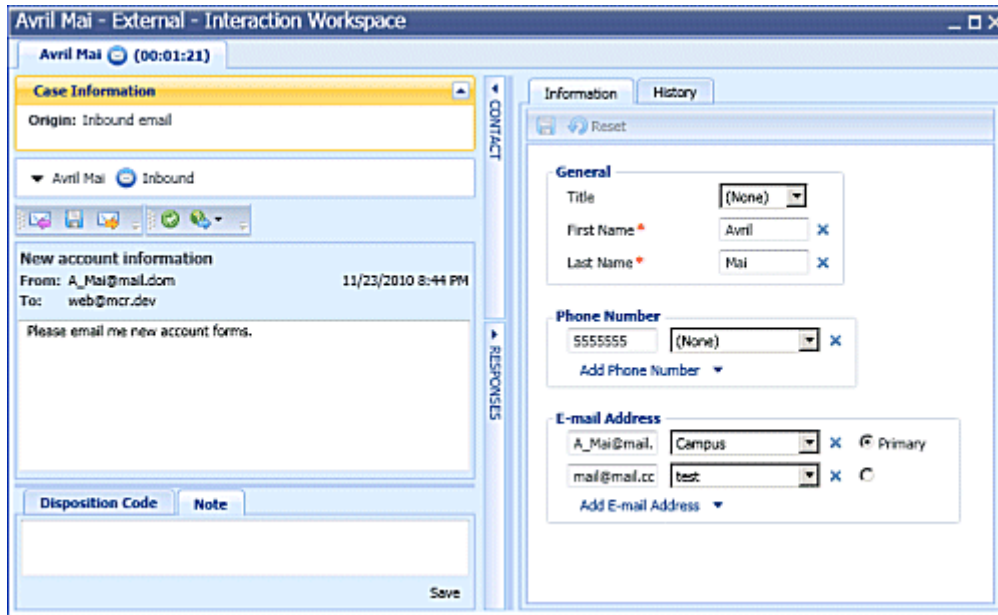 Avril Mai - External - Interaction Workspace
Avril Mai (00:01:21)
Case Information
Origin: Inbound email
Avril Mai Inbound
New account information
From: A_Mai@mail.dom 11/23/2010 8:44 PM
To: web@mcr.dev
Please email me new account forms.
Disposition Code Note
Save
CONTACT
RESPONSES
Information History
Reset
General
Title (None)
First Name* Avril
Last Name* Mai
Phone Number
5555555 (None)
Add Phone Number
E-mail Address
A_Mai@mail. Campus Primary
mail@mail.cc test
Add E-mail Address